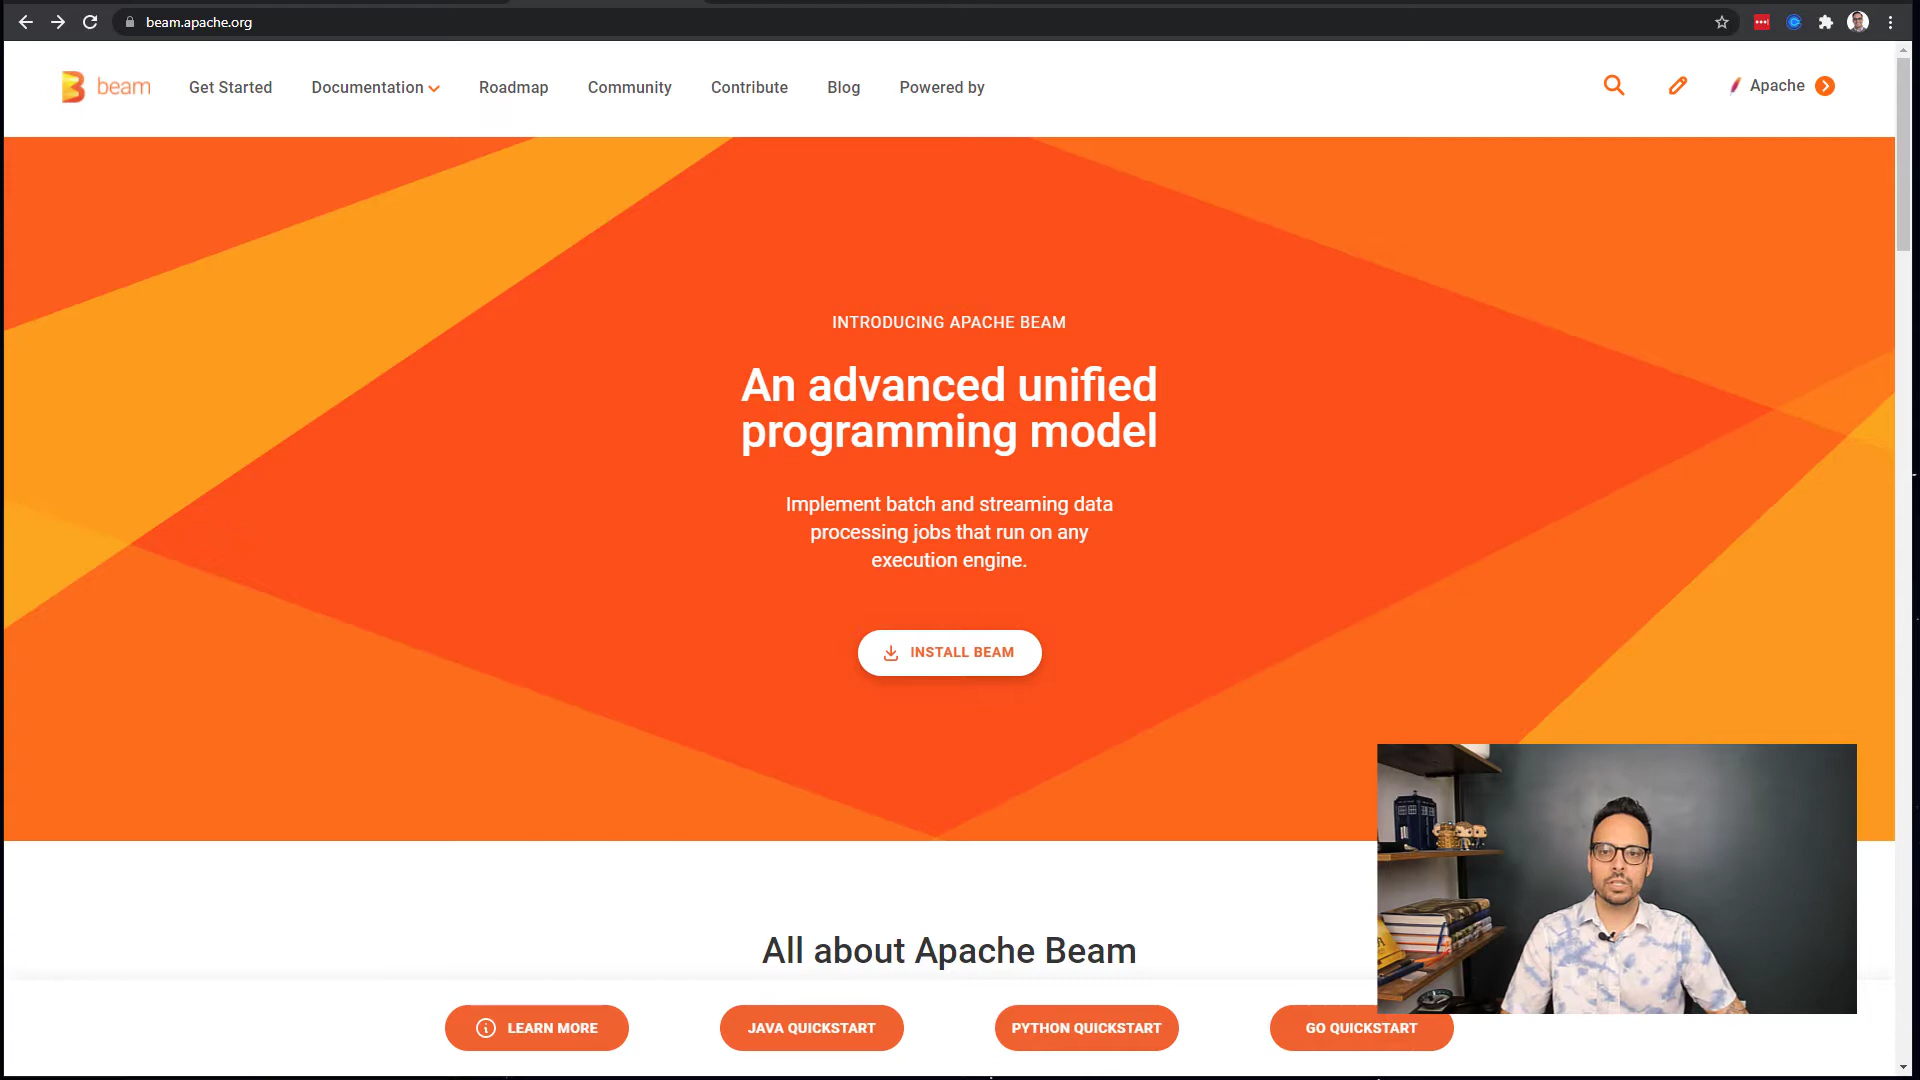 beam.apache.org
beam
Get Started
Documentation
Roadmap
Community
Contribute
Blog
Powered by
Apache
INTRODUCING APACHE BEAM
An advanced unified
programming model
Implement batch and streaming data
processing jobs that run on any
execution engine.
INSTALL BEAM
All about Apache Beam
LEARN MORE
JAVA QUICKSTART
PYTHON QUICKSTART
GO QUICKSTART